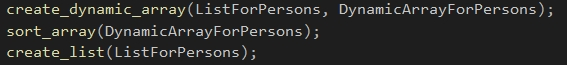 create_dynamic_array(ListForPersons, DynamicArrayForPersons);
sort_array(DynamicArrayForPersons);
create_list(ListForPersons);